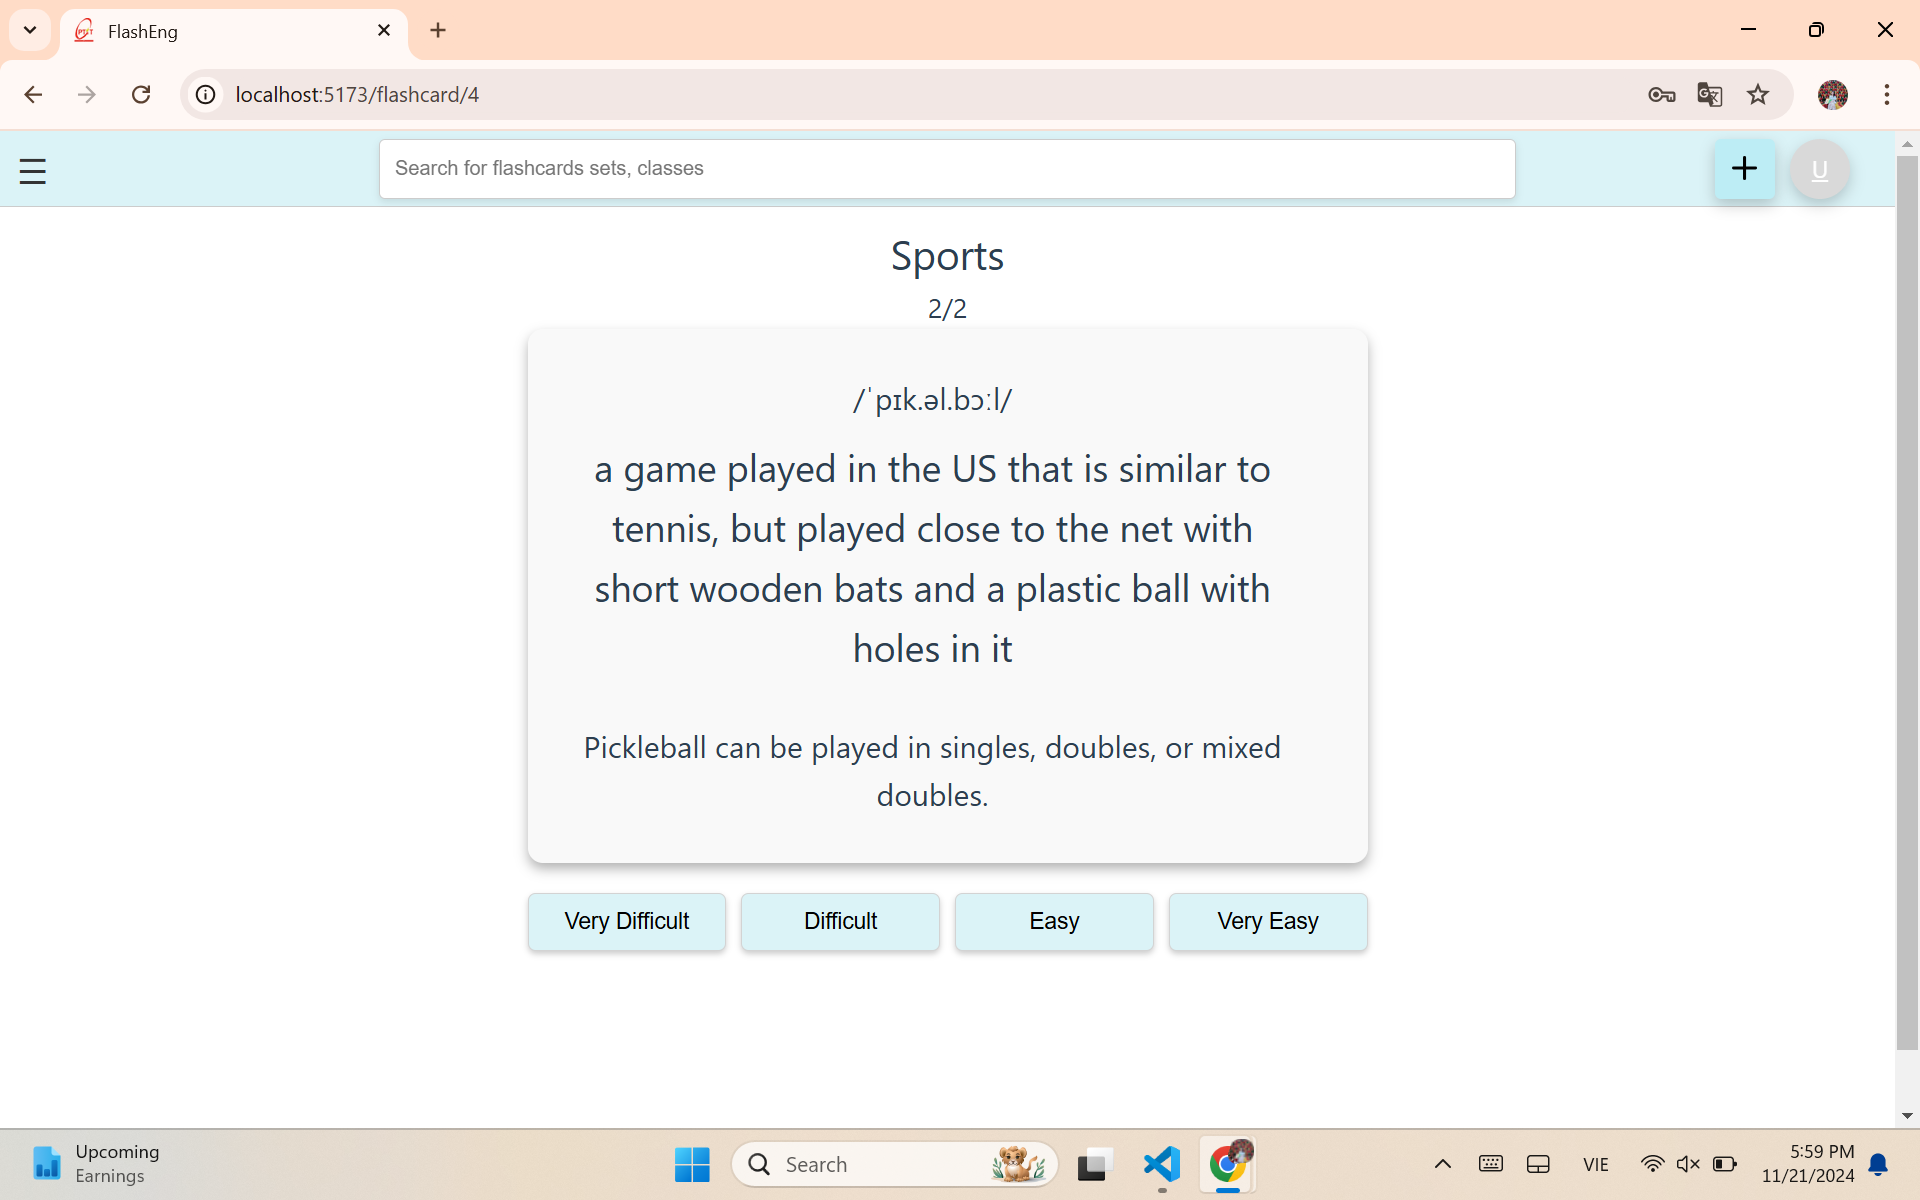 FlashEng
localhost:5173/flashcard/4
Search for flashcards sets, classes
U
Sports
2/2
/ˈpɪk.əl.bɔːl/
a game played in the US that is similar to
tennis, but played close to the net with
short wooden bats and a plastic ball with
holes in it
Pickleball can be played in singles, doubles, or mixed
doubles.
Very Difficult
Difficult
Easy
Very Easy
Upcoming
Earnings
Search
VIE
5:59 PM
11/21/2024